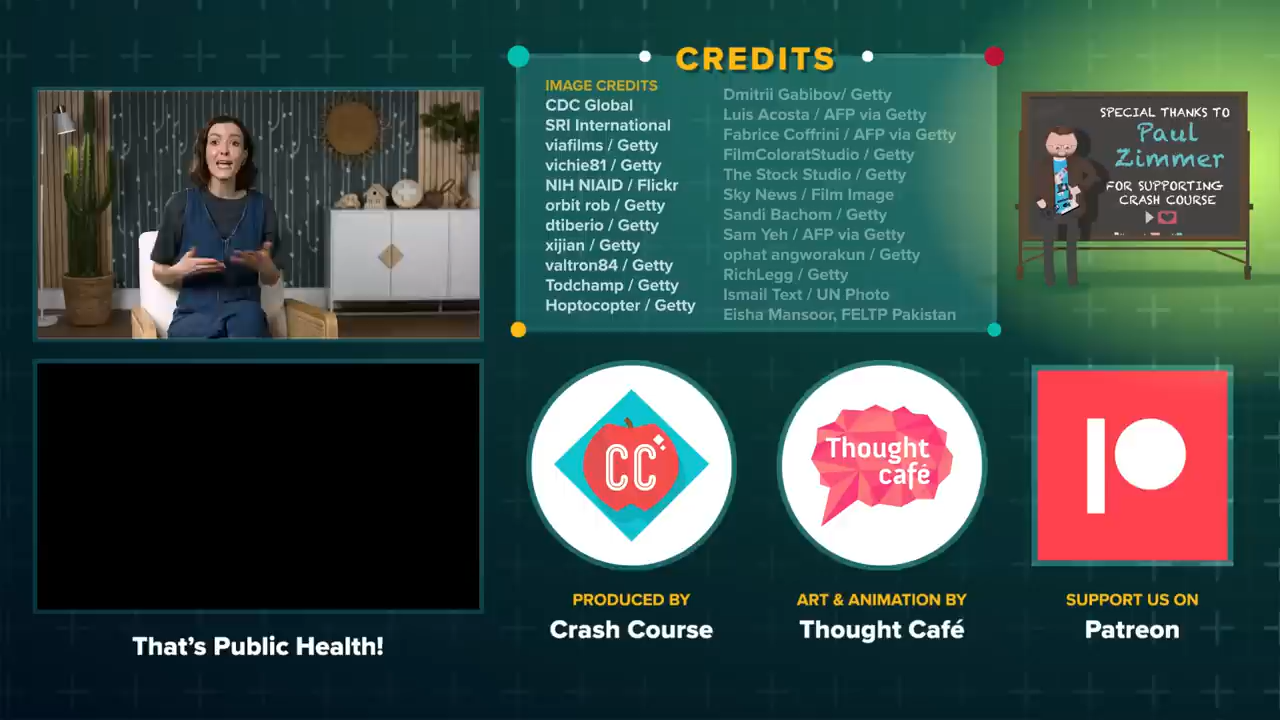 CREDITS
IMAGE CREDITS
CDC Global
SRI International
viafilms / Getty
vichie81 / Getty
NIH NIAID / Flickr
orbit rob / Getty
dtiberio / Getty
xijian / Getty
valtron84 / Getty
Todchamp / Getty
Hoptocopter / Getty
Dmitrii Gabibov/ Getty
Luis Acosta / AFP via Getty
Fabrice Coffrini / AFP via Getty
FilmColoratStudio / Getty
The Stock Studio / Getty
Sky News / Film Image
Sandi Bachom / Getty
Sam Yeh / AFP via Getty
ophat angworakun / Getty
RichLegg / Getty
Ismail Text / UN Photo
Eisha Mansoor, FELTP Pakistan
SPECIAL THANKS TO
Paul
Zimmer
FOR SUPPORTING
CRASH COURSE
CC
Thought
café
PRODUCED BY
Crash Course
ART & ANIMATION BY
Thought Café
SUPPORT US ON
Patreon
That's Public Health!